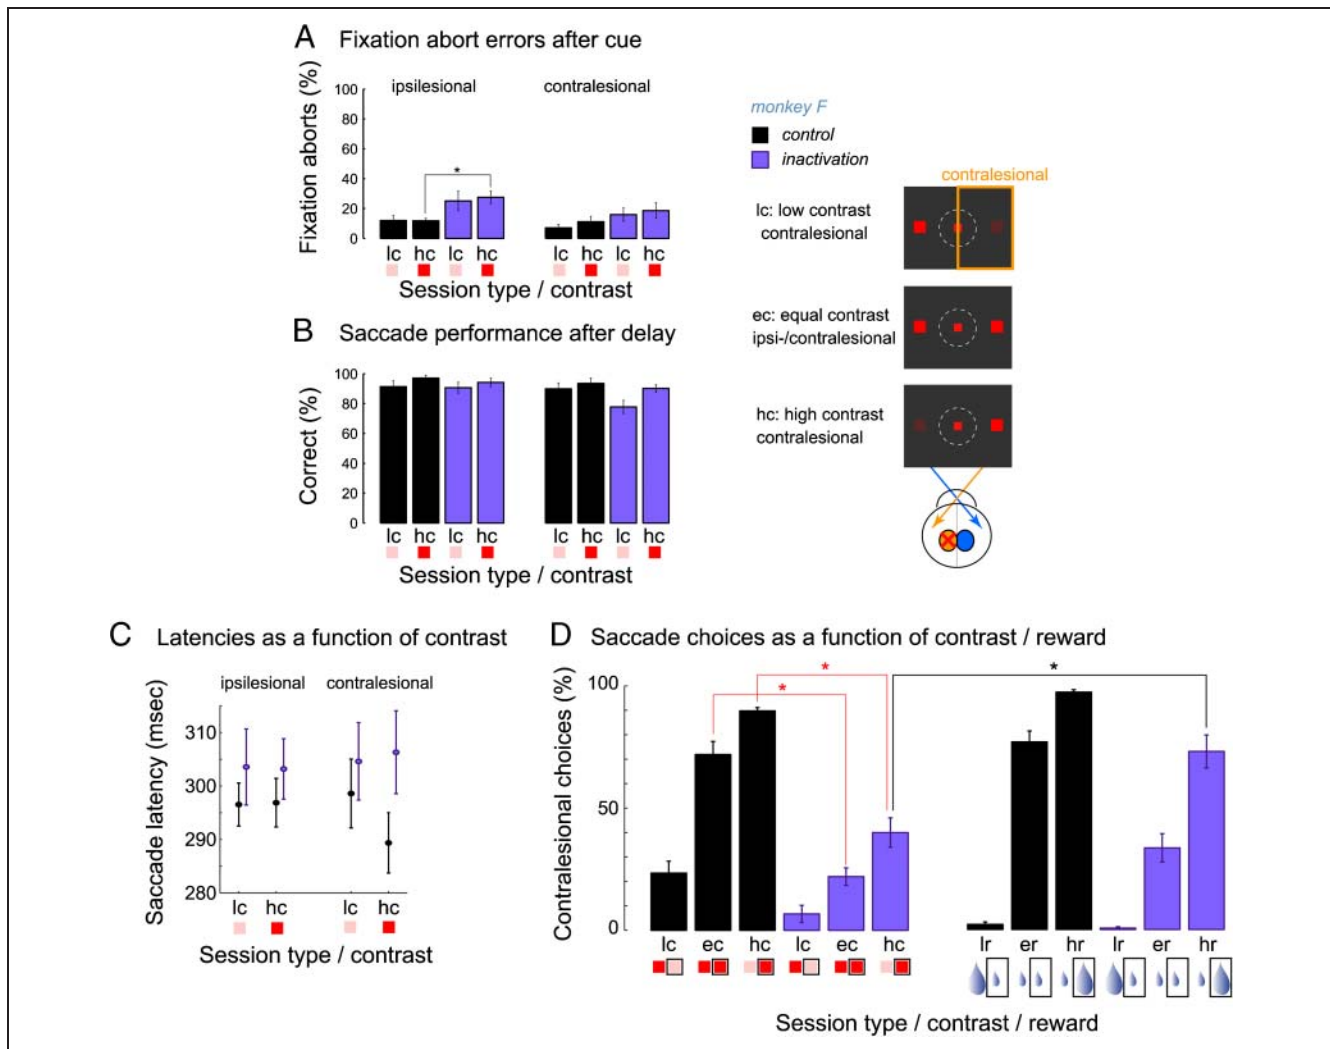 A Fixation abort errors after cue
ipsilesional contralesional
Fixation aborts (%)
100
80
60
40
20
0
*
lc hc lc hc lc hc lc hc
Session type / contrast
B Saccade performance after delay
Correct (%)
100
80
60
40
20
0
lc hc lc hc lc hc lc hc
Session type / contrast
monkey F
control
inactivation
contralesional
lc: low contrast
contralesional
ec: equal contrast
ipsi-/contralesional
hc: high contrast
contralesional
C Latencies as a function of contrast
ipsilesional contralesional
Saccade latency (msec)
310
300
290
280
lc hc lc hc
Session type / contrast
D Saccade choices as a function of contrast / reward
Contralesional choices (%)
100
50
0
* * *
lc ec hc lc ec hc lr er hr lr er hr
Session type / contrast / reward